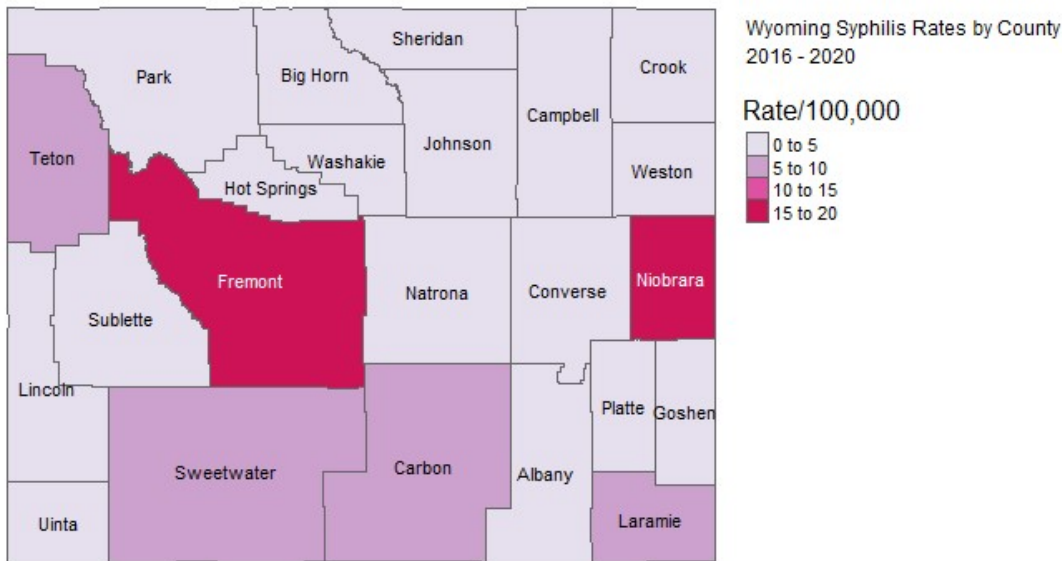 Wyoming Syphilis Rates by County
2016 - 2020
Rate/100,000
0 to 5
5 to 10
10 to 15
15 to 20
Sheridan
Crook
Park
Big Horn
Campbell
Johnson
Teton
Washakie
Weston
Hot Springs
Fremont
Niobrara
Natrona
Converse
Sublette
Lincoln
Platte
Goshen
Sweetwater
Carbon
Albany
Uinta
Laramie